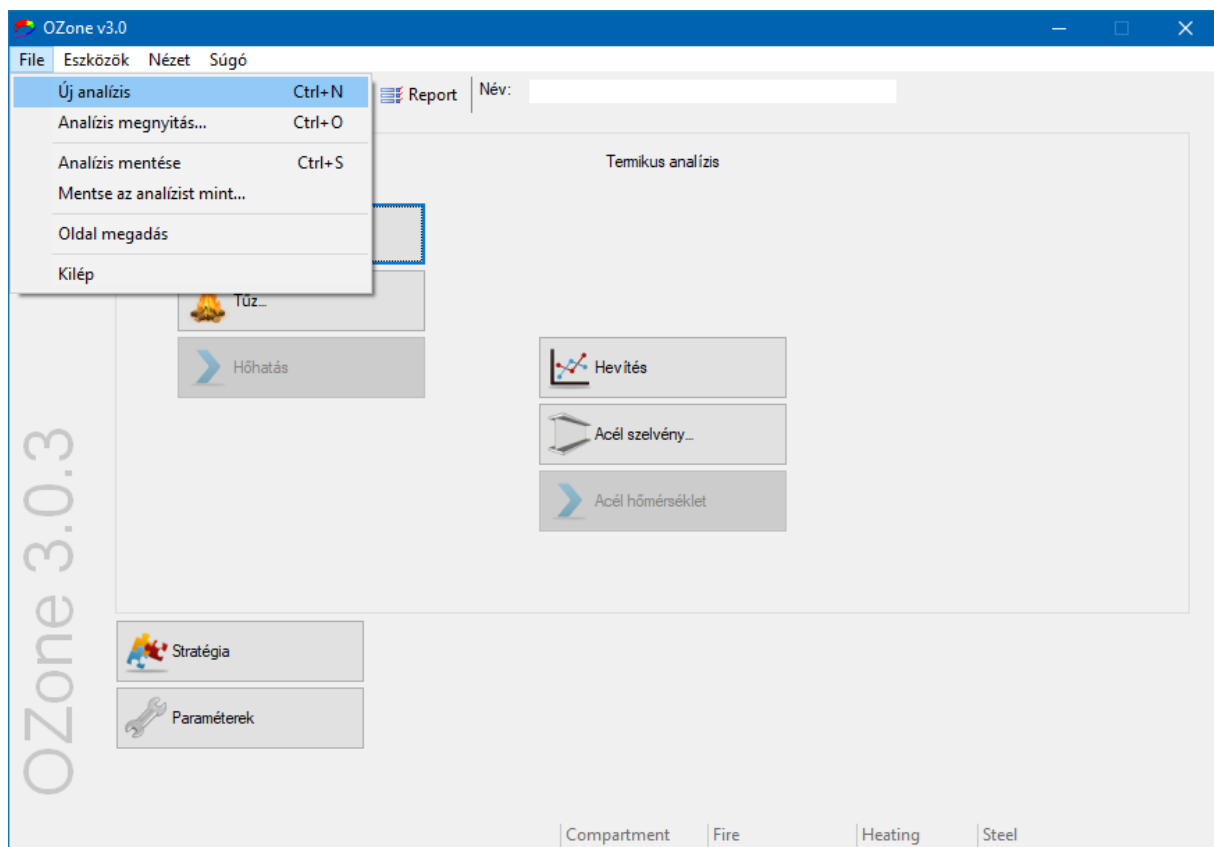 OZone v3.0
File Eszközök Nézet Súgó
Új analízis Ctrl+N
Analízis megnyitás... Ctrl+O
Analízis mentése Ctrl+S
Mentse az analízist mint...
Oldal megadás
Kilép
Report Név:
Termikus analízis
Tűz...
Hőhatás
Hevítés
Acél szelvény...
Acél hőmérséklet
Stratégia
Paraméterek
OZone 3.0.3
Compartment Fire Heating Steel